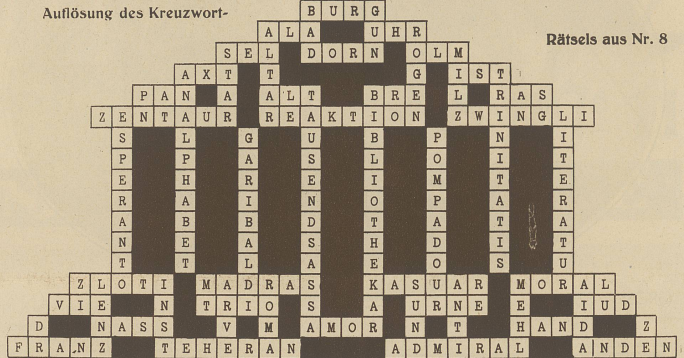 Auflösung des Kreuzwort-
Rätsels aus Nr. 8
BURG
ALA UHR
SEL DORN OLM
AXT T G IST
PAN A ALT BRE L RAS
ZENTAUR REAKTION ZWINGLI
S L G U B P N I
P P A S L O I T
E H R E I M T E
R A I N O P A R
A B B D T A T A
N E A S H D I T
T T L A E O S U
ZLOTI MADRAS KASUAR MORAL
VIE N TRIO S A URNE E IUD
D NASS V M AMOR N T HAND Z
FRANZ TEHERAN ADMIRAL ANDEN